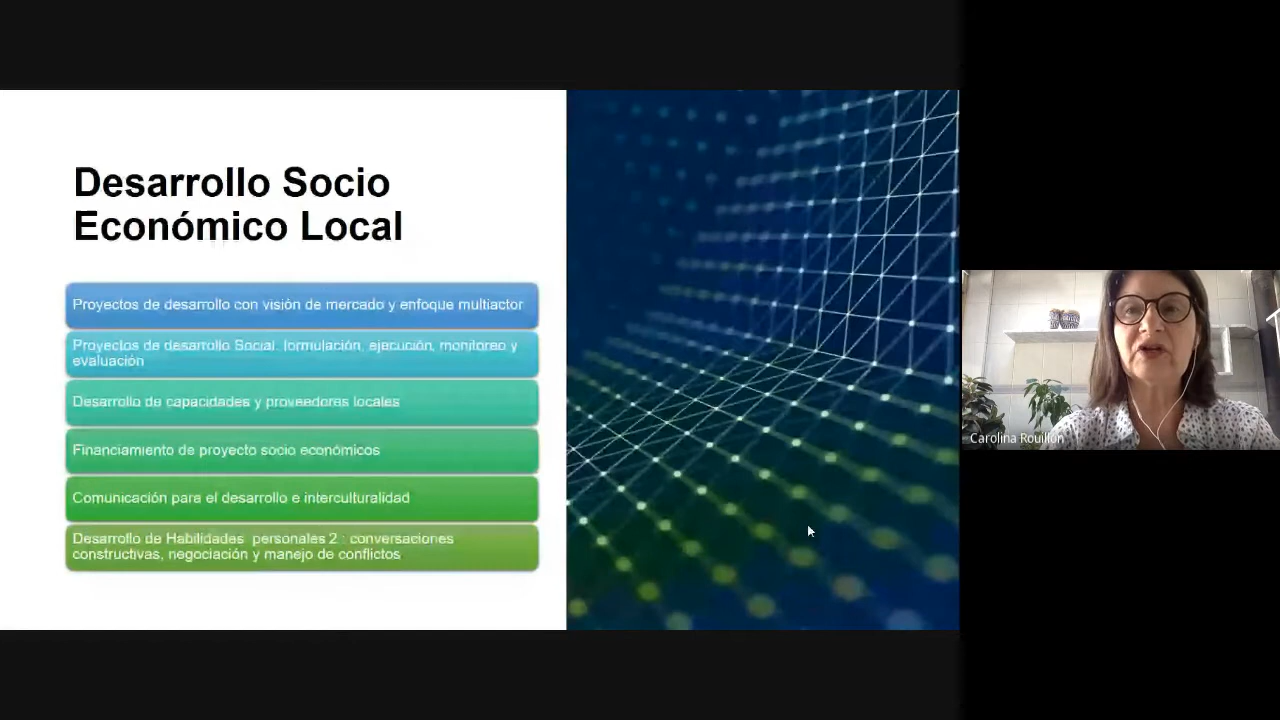 Desarrollo Socio
Económico Local
Proyectos de desarrollo con visión de mercado y enfoque multiactor
Proyectos de desarrollo Social: formulación, ejecución, monitoreo y
evaluación
Desarrollo de capacidades y proveedores locales
Financiamiento de proyecto socio económicos
Comunicación para el desarrollo e interculturalidad
Desarrollo de Habilidades personales 2 : conversaciones
constructivas, negociación y manejo de conflictos
Carolina Rouillon